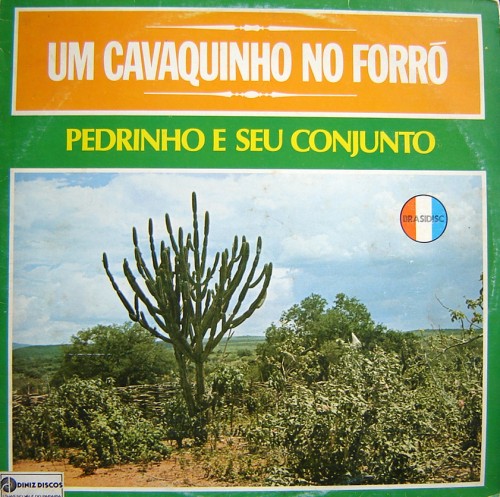 UM CAVAQUINHO NO FORRÓ
PEDRINHO E SEU CONJUNTO
BRASIDISC
DINIZ DISCOS